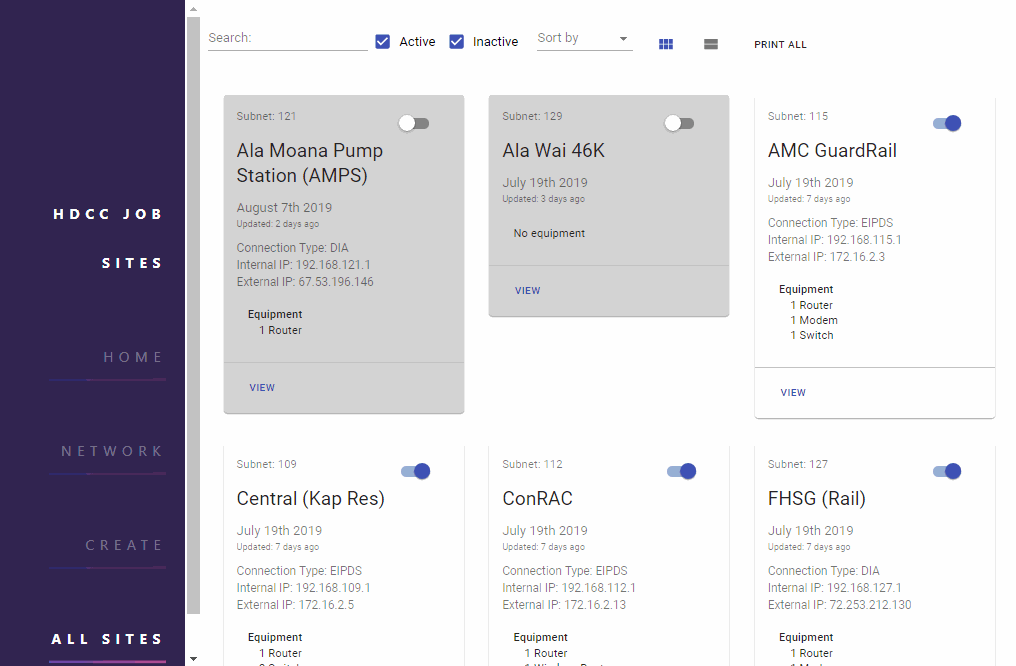 HDCC JOB
SITES
HOME
NETWORK
CREATE
ALL SITES
Search:
Active
Inactive
Sort by
PRINT ALL
Subnet: 121
Ala Moana Pump
Station (AMPS)
August 7th 2019
Updated: 2 days ago
Connection Type: DIA
Internal IP: 192.168.121.1
External IP: 67.53.196.146
Equipment
1 Router
VIEW
Subnet: 129
Ala Wai 46K
July 19th 2019
Updated: 3 days ago
No equipment
VIEW
Subnet: 115
AMC GuardRail
July 19th 2019
Updated: 7 days ago
Connection Type: EIPDS
Internal IP: 192.168.115.1
External IP: 172.16.2.3
Equipment
1 Router
1 Modem
1 Switch
VIEW
Subnet: 109
Central (Kap Res)
July 19th 2019
Updated: 7 days ago
Connection Type: EIPDS
Internal IP: 192.168.109.1
External IP: 172.16.2.5
Equipment
1 Router
Subnet: 112
ConRAC
July 19th 2019
Updated: 7 days ago
Connection Type: EIPDS
Internal IP: 192.168.112.1
External IP: 172.16.2.13
Equipment
1 Router
Subnet: 127
FHSG (Rail)
July 19th 2019
Updated: 7 days ago
Connection Type: DIA
Internal IP: 192.168.127.1
External IP: 72.253.212.130
Equipment
1 Router